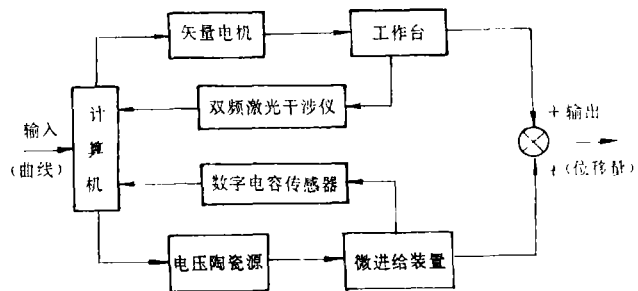 矢量电机
工作台
双频激光干涉仪
输入
(曲线)
计算机
+ 输出
+ (位移量)
数字电容传感器
电压陶瓷源
微进给装置